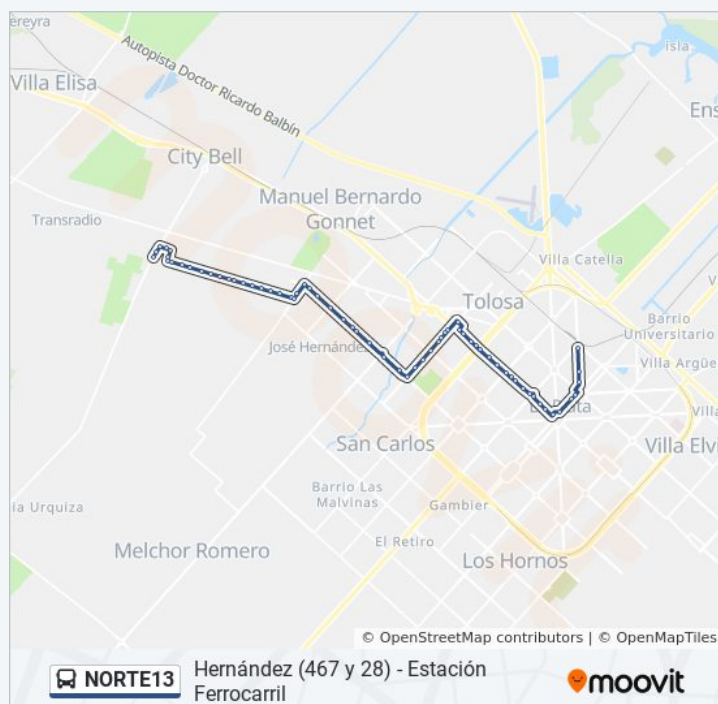 ereyra
Autopista Doctor Ricardo Balbín
isla
Villa Elisa
Ens
City Bell
Manuel Bernardo
Gonnet
Transradio
Villa Catella
Tolosa
Barrio
Universitario
José Hernández
Villa Argüe
La Plata
Villa
San Carlos
Villa Elvi
Barrio Las
Malvinas
ia Urquiza
Gambier
El Retiro
Melchor Romero
Los Hornos
© OpenStreetMap contributors | © OpenMapTiles
NORTE13
Hernández (467 y 28) - Estación
Ferrocarril
moovit